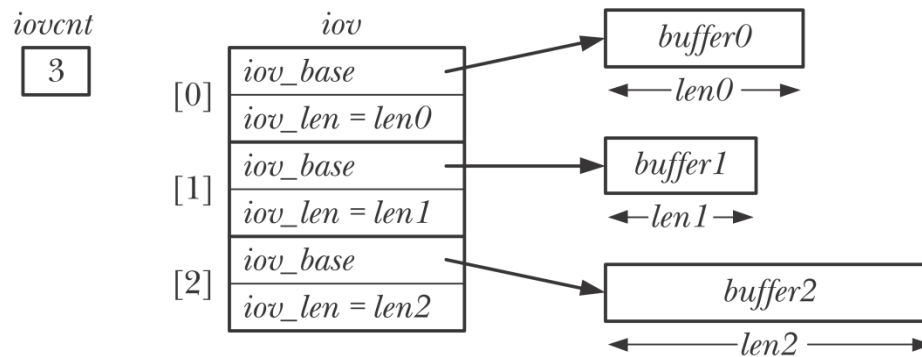 iovcnt
3
iov
[0]
iov_base
iov_len = len0
[1]
iov_base
iov_len = len1
[2]
iov_base
iov_len = len2
buffer0
len0
buffer1
len1
buffer2
len2